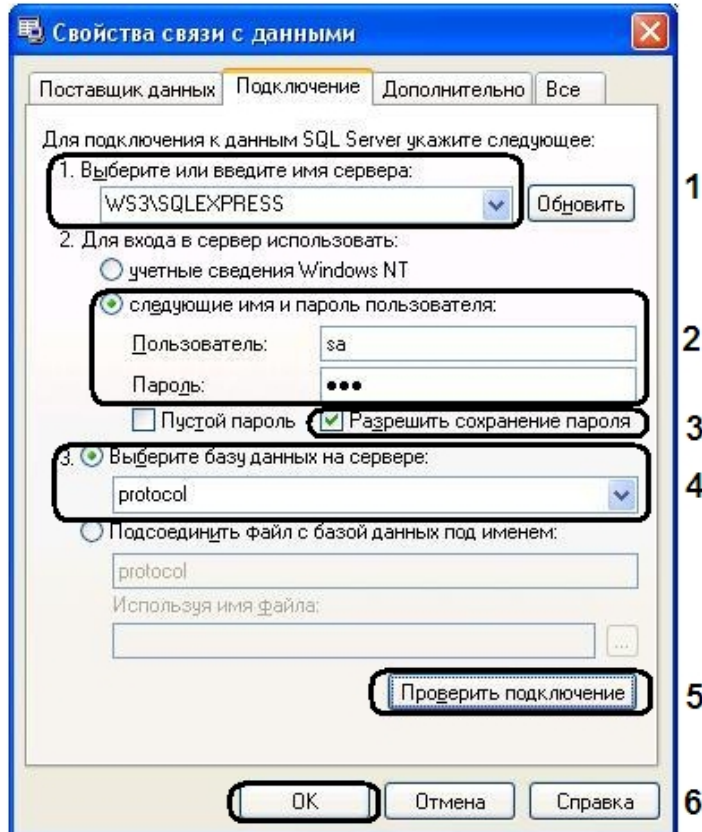 Свойства связи с данными
Поставщик данных Подключение Дополнительно Все
Для подключения к данным SQL Server укажите следующее:
1. Выберите или введите имя сервера:
WS3\SQLEXPRESS Обновить 1
2. Для входа в сервер использовать:
учетные сведения Windows NT
следующие имя и пароль пользователя:
Пользователь: sa 2
Пароль: •••
Пустой пароль Разрешить сохранение пароля 3
3. Выберите базу данных на сервере:
protocol 4
Подсоединить файл с базой данных под именем:
protocol
Используя имя файла:
...
Проверить подключение 5
OK Отмена Справка 6